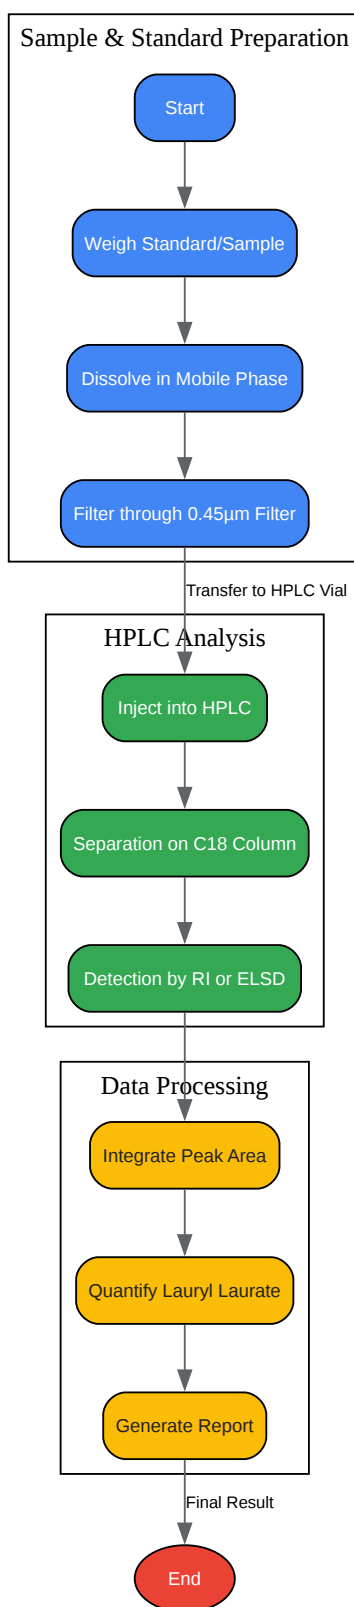 Sample & Standard Preparation
Start
Weigh Standard/Sample
Dissolve in Mobile Phase
Filter through 0.45µm Filter
Transfer to HPLC Vial
HPLC Analysis
Inject into HPLC
Separation on C18 Column
Detection by RI or ELSD
Data Processing
Integrate Peak Area
Quantify Lauryl Laurate
Generate Report
Final Result
End